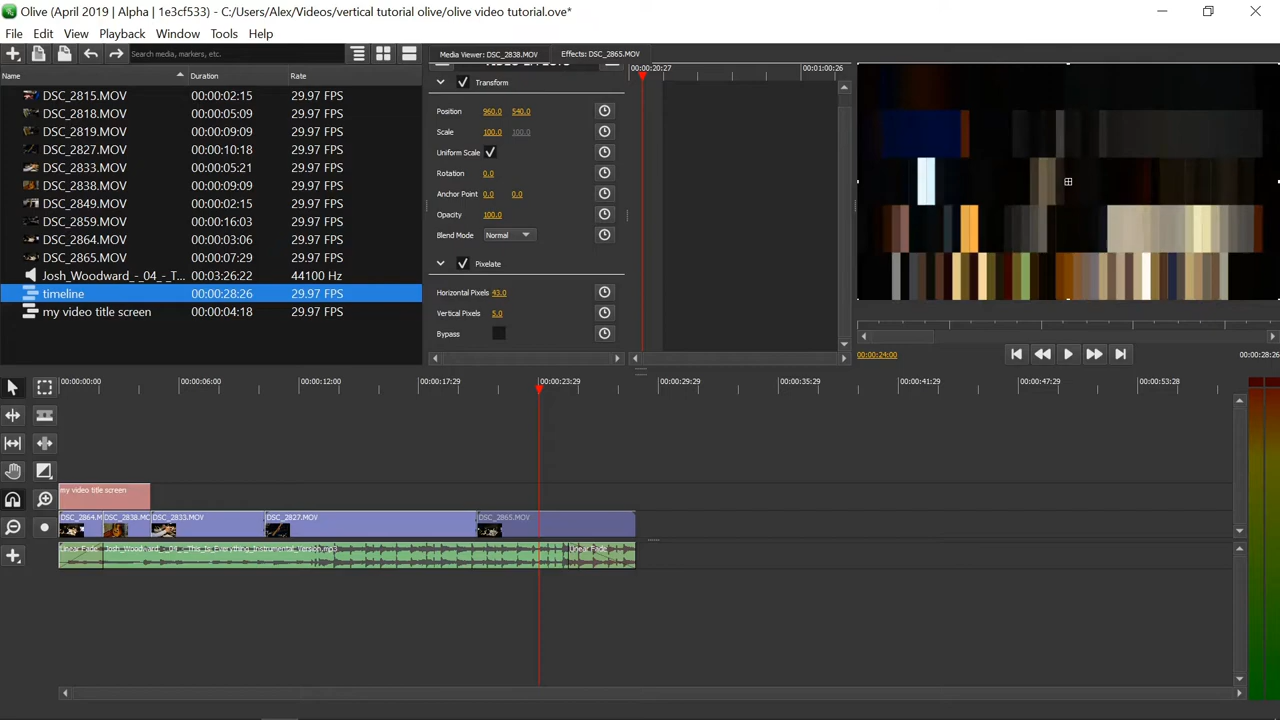 Olive (April 2019 | Alpha | 1e3cf533) - C:/Users/Alex/Videos/vertical tutorial olive/olive video tutorial.ove*
File Edit View Playback Window Tools Help
Search media, markers, etc.
Media Viewer: DSC_2838.MOV Effects: DSC_2865.MOV
Name Duration Rate
DSC_2815.MOV 00:00:02:15 29.97 FPS
DSC_2818.MOV 00:00:05:09 29.97 FPS
DSC_2819.MOV 00:00:09:09 29.97 FPS
DSC_2827.MOV 00:00:10:18 29.97 FPS
DSC_2833.MOV 00:00:05:21 29.97 FPS
DSC_2838.MOV 00:00:09:09 29.97 FPS
DSC_2849.MOV 00:00:02:15 29.97 FPS
DSC_2859.MOV 00:00:16:03 29.97 FPS
DSC_2864.MOV 00:00:03:06 29.97 FPS
DSC_2865.MOV 00:00:07:29 29.97 FPS
Josh_Woodward_-_04_-_T... 00:03:26:22 44100 Hz
timeline 00:00:28:26 29.97 FPS
my video title screen 00:00:04:18 29.97 FPS
00:00:20:27 00:01:00:26
Transform
Position 960.0 540.0
Scale 100.0 100.0
Uniform Scale
Rotation 0.0
Anchor Point 0.0 0.0
Opacity 100.0
Blend Mode Normal
Pixelate
Horizontal Pixels 43.0
Vertical Pixels 5.0
Bypass
00:00:24:00 00:00:28:26
00:00:00:00 00:00:06:00 00:00:12:00 00:00:17:29 00:00:23:29 00:00:29:29 00:00:35:29 00:00:41:29 00:00:47:29 00:00:53:28
my video title screen
DSC_2864.M DSC_2838.MC DSC_2833.MOV DSC_2827.MOV DSC_2865.MOV
Linear Fade Josh_Woodward_-_04_-_This_Is_Everything_Instrumental_Version.mp3 Linear Fade